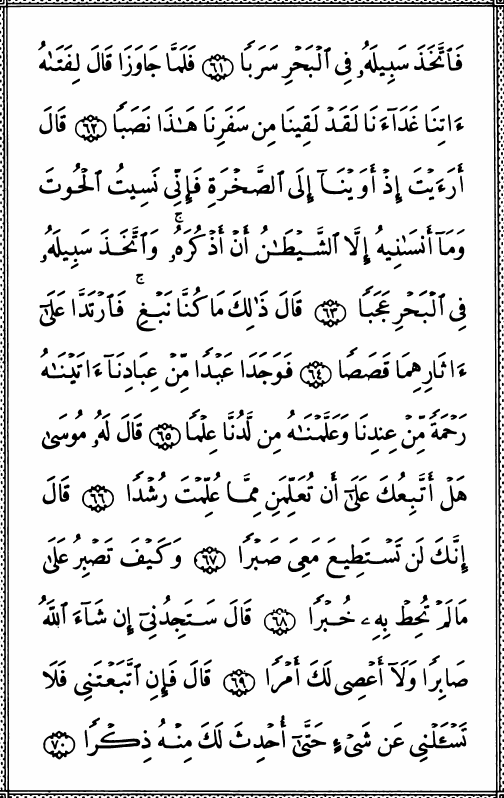 فَٱتَّخَذَ سَبِيلَهُۥ فِى ٱلْبَحْرِ سَرَبًا ٦١ فَلَمَّا جَاوَزَا قَالَ لِفَتَىٰهُ
ءَاتِنَا غَدَآءَنَا لَقَدْ لَقِينَا مِن سَفَرِنَا هَـٰذَا نَصَبًا ٦٢ قَالَ
أَرَءَيْتَ إِذْ أَوَيْنَآ إِلَى ٱلصَّخْرَةِ فَإِنِّى نَسِيتُ ٱلْحُوتَ
وَمَآ أَنسَىٰنِيهُ إِلَّا ٱلشَّيْطَـٰنُ أَنْ أَذْكُرَهُۥۚ وَٱتَّخَذَ سَبِيلَهُۥ
فِى ٱلْبَحْرِ عَجَبًا ٦٣ قَالَ ذَٰلِكَ مَا كُنَّا نَبْغِۚ فَٱرْتَدَّا عَلَىٰٓ
ءَاثَارِهِمَا قَصَصًا ٦٤ فَوَجَدَا عَبْدًا مِّنْ عِبَادِنَآ ءَاتَيْنَـٰهُ
رَحْمَةً مِّنْ عِندِنَا وَعَلَّمْنَـٰهُ مِن لَّدُنَّا عِلْمًا ٦٥ قَالَ لَهُۥ مُوسَىٰ
هَلْ أَتَّبِعُكَ عَلَىٰٓ أَن تُعَلِّمَنِ مِمَّا عُلِّمْتَ رُشْدًا ٦٦ قَالَ
إِنَّكَ لَن تَسْتَطِيعَ مَعِىَ صَبْرًا ٦٧ وَكَيْفَ تَصْبِرُ عَلَىٰ
مَا لَمْ تُحِطْ بِهِۦ خُبْرًا ٦٨ قَالَ سَتَجِدُنِىٓ إِن شَآءَ ٱللَّهُ
صَابِرًا وَلَآ أَعْصِى لَكَ أَمْرًا ٦٩ قَالَ فَإِنِ ٱتَّبَعْتَنِى فَلَا
تَسْـَٔلْنِى عَن شَىْءٍ حَتَّىٰٓ أُحْدِثَ لَكَ مِنْهُ ذِكْرًا ٧٠